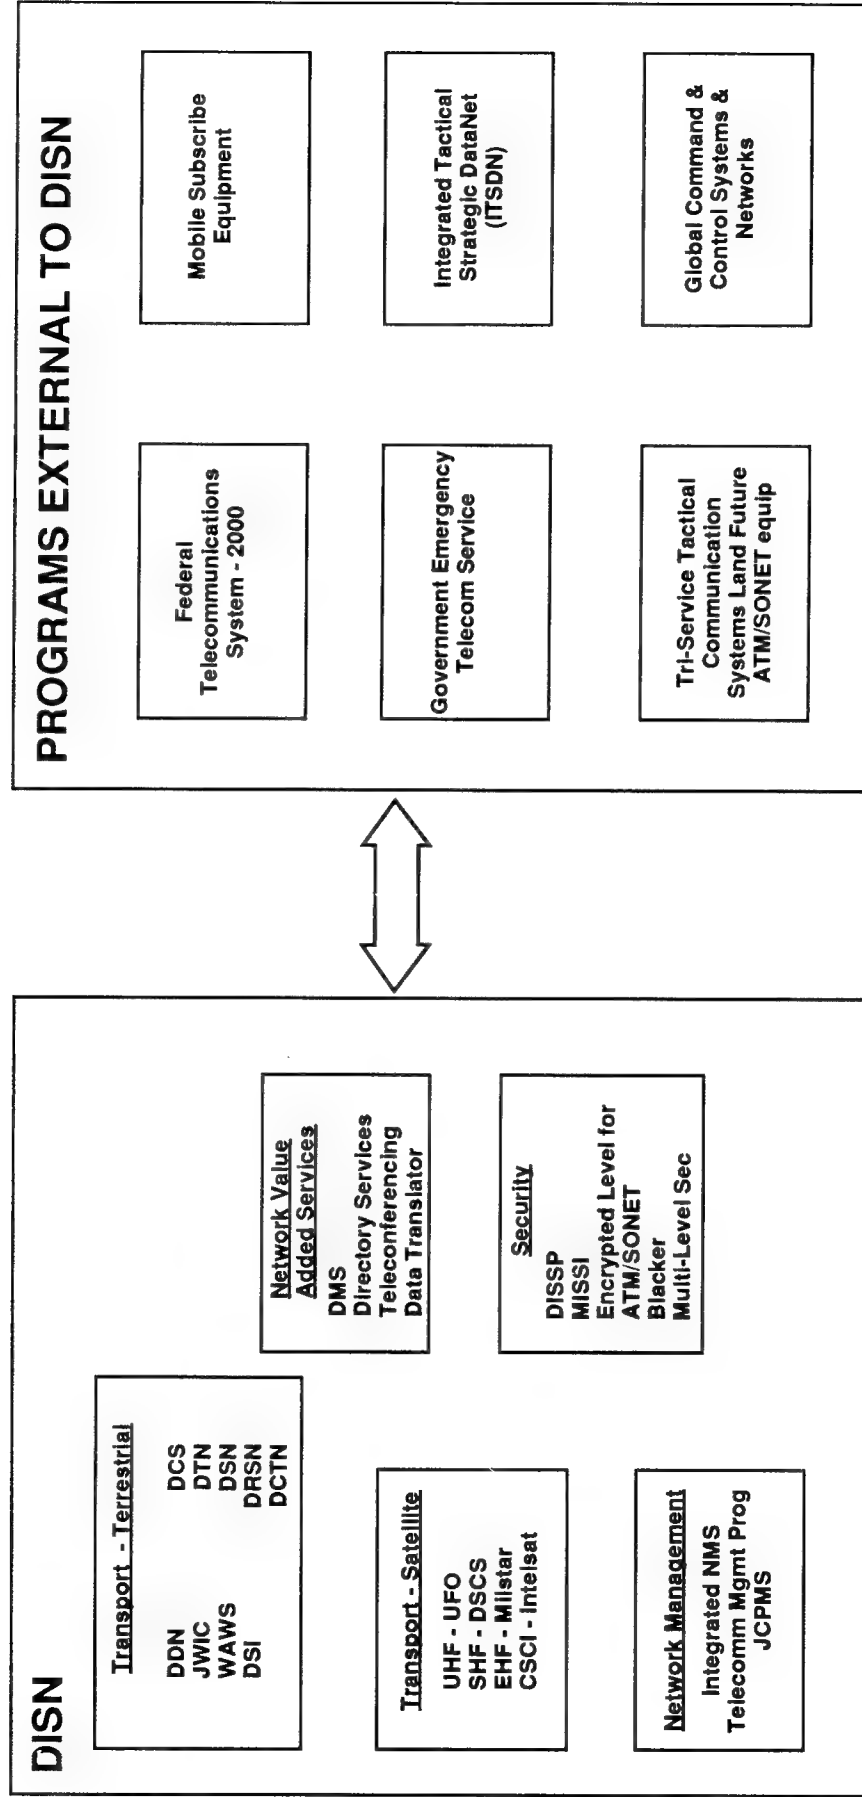 DISN
Transport - Terrestrial
DDN DCS
JWIC DTN
WAWS DSN
DSI DRSN
DCTN
Network Value
Added Services
DMS
Directory Services
Teleconferencing
Data Translator
Transport - Satellite
UHF - UFO
SHF - DSCS
EHF - Milstar
CSCI - Intelsat
Security
DISSP
MISSI
Encrypted Level for
ATM/SONET
Blacker
Multi-Level Sec
Network Management
Integrated NMS
Telecomm Mgmt Prog
JCPMS
PROGRAMS EXTERNAL TO DISN
Federal
Telecommunications
System - 2000
Mobile Subscribe
Equipment
Government Emergency
Telecom Service
Integrated Tactical
Strategic DataNet
(ITSDN)
Tri-Service Tactical
Communication
Systems Land Future
ATM/SONET equip
Global Command &
Control Systems &
Networks